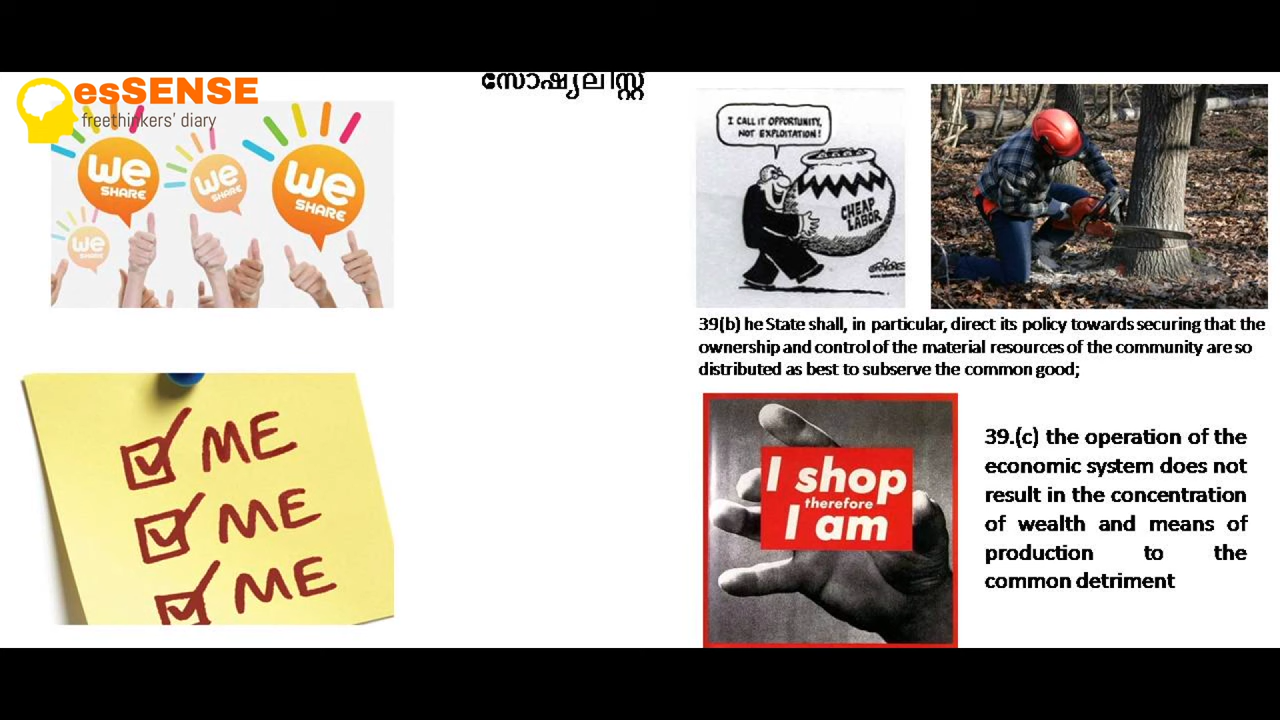 esSENSE
freethinkers' diary
സോഷ്യലിസ്റ്റ്
we
SHARE
we
SHARE
we
SHARE
we
SHARE
I CALL IT OPPORTUNITY,
NOT EXPLOITATION!
CHEAP
LABOR
39(b) he State shall, in particular, direct its policy towards securing that the
ownership and control of the material resources of the community are so
distributed as best to subserve the common good;
ME
ME
ME
I shop
therefore
I am
39.(c) the operation of the
economic system does not
result in the concentration
of wealth and means of
production to the
common detriment